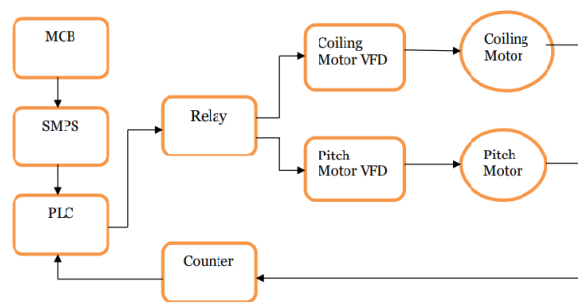 MCB
SMPS
PLC
Relay
Coiling
Motor VFD
Coiling
Motor
Pitch
Motor VFD
Pitch
Motor
Counter